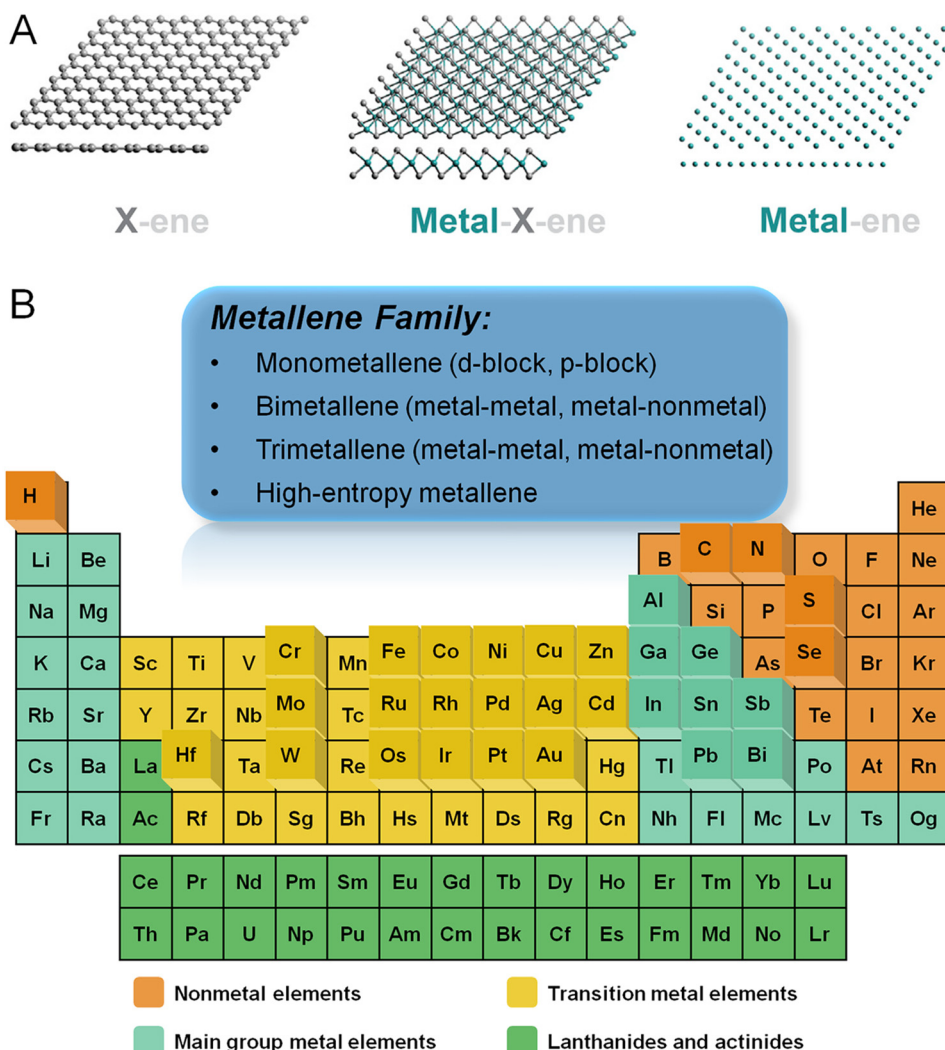 A
X-ene Metal-X-ene Metal-ene
B
Metallene Family:
• Monometallene (d-block, p-block)
• Bimetallene (metal-metal, metal-nonmetal)
• Trimetallene (metal-metal, metal-nonmetal)
• High-entropy metallene
H He
Li Be B C N O F Ne
Na Mg Al Si P S Cl Ar
K Ca Sc Ti V Cr Mn Fe Co Ni Cu Zn Ga Ge As Se Br Kr
Rb Sr Y Zr Nb Mo Tc Ru Rh Pd Ag Cd In Sn Sb Te I Xe
Cs Ba La Hf Ta W Re Os Ir Pt Au Hg Tl Pb Bi Po At Rn
Fr Ra Ac Rf Db Sg Bh Hs Mt Ds Rg Cn Nh Fl Mc Lv Ts Og
Ce Pr Nd Pm Sm Eu Gd Tb Dy Ho Er Tm Yb Lu
Th Pa U Np Pu Am Cm Bk Cf Es Fm Md No Lr
Nonmetal elements Transition metal elements
Main group metal elements Lanthanides and actinides